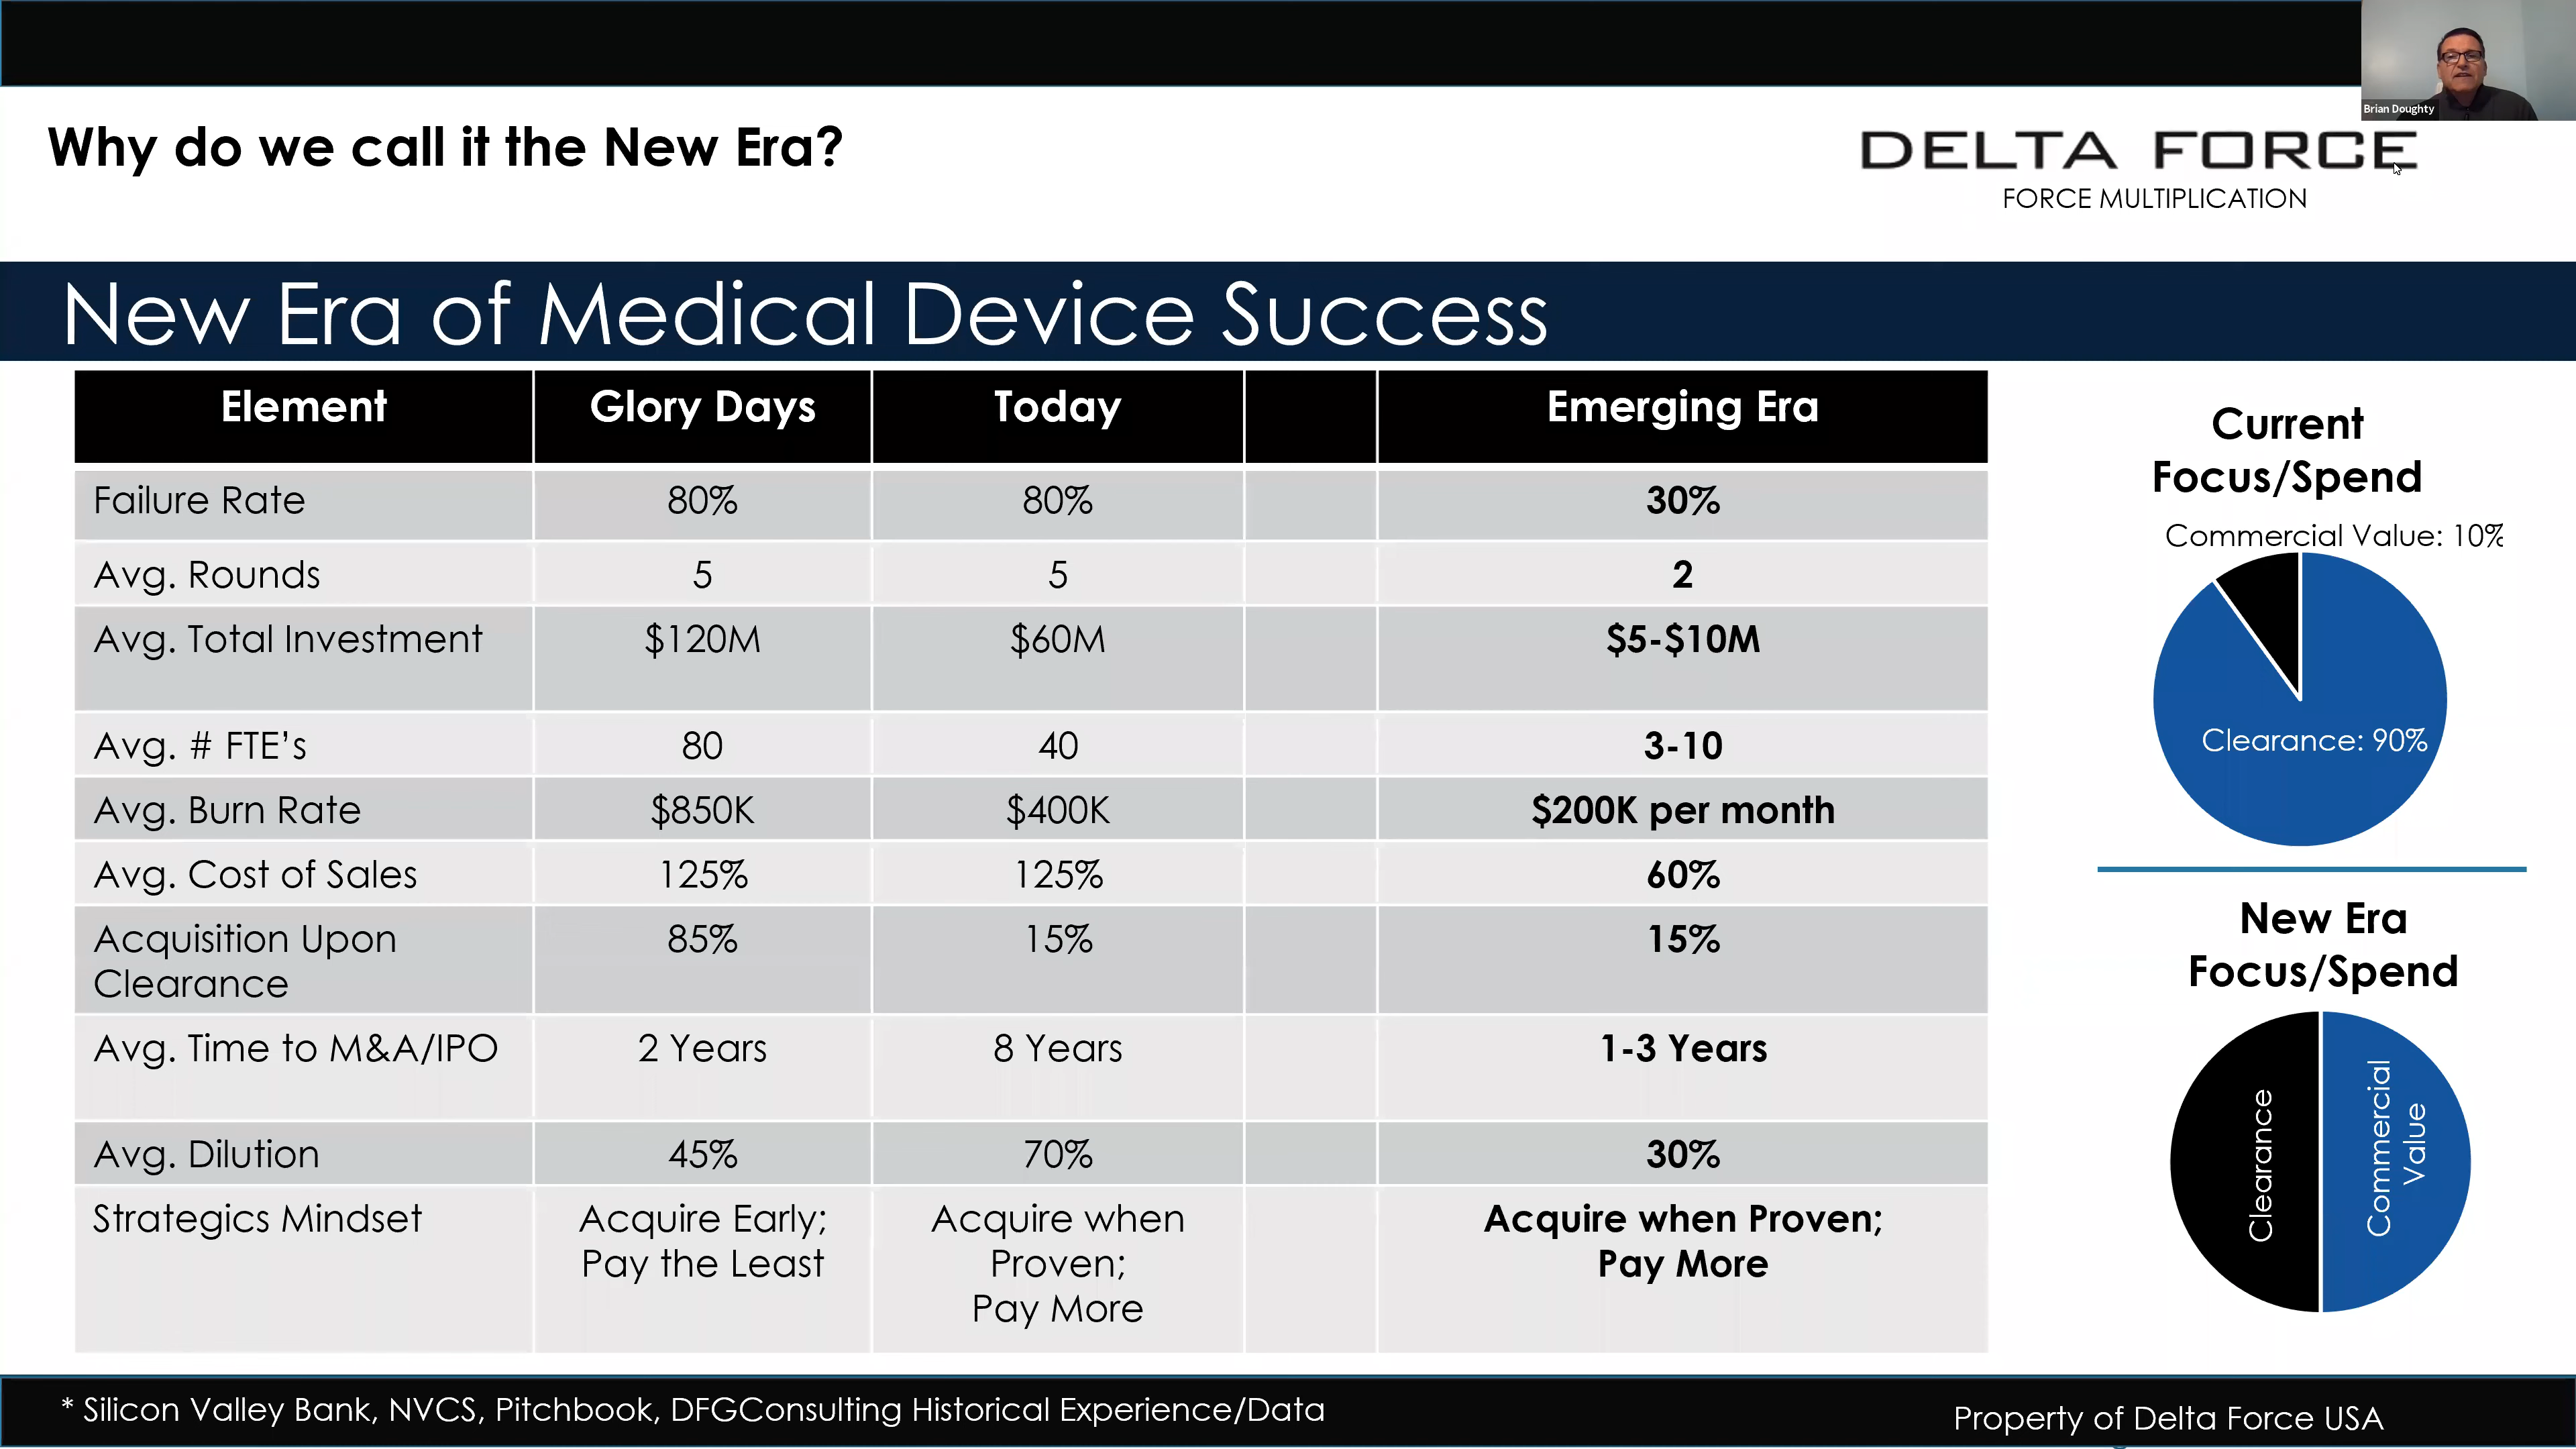 Brian Doughty
Why do we call it the New Era?
DELTA FORCE
FORCE MULTIPLICATION
New Era of Medical Device Success
Element Glory Days Today Emerging Era
Failure Rate 80% 80% 30%
Avg. Rounds 5 5 2
Avg. Total Investment $120M $60M $5-$10M
Avg. # FTE’s 80 40 3-10
Avg. Burn Rate $850K $400K $200K per month
Avg. Cost of Sales 125% 125% 60%
Acquisition Upon Clearance 85% 15% 15%
Avg. Time to M&A/IPO 2 Years 8 Years 1-3 Years
Avg. Dilution 45% 70% 30%
Strategics Mindset Acquire Early; Pay the Least Acquire when Proven; Pay More Acquire when Proven; Pay More
Current
Focus/Spend
Commercial Value: 10%
Clearance: 90%
New Era
Focus/Spend
Clearance
Commercial
Value
* Silicon Valley Bank, NVCS, Pitchbook, DFGConsulting Historical Experience/Data
Property of Delta Force USA